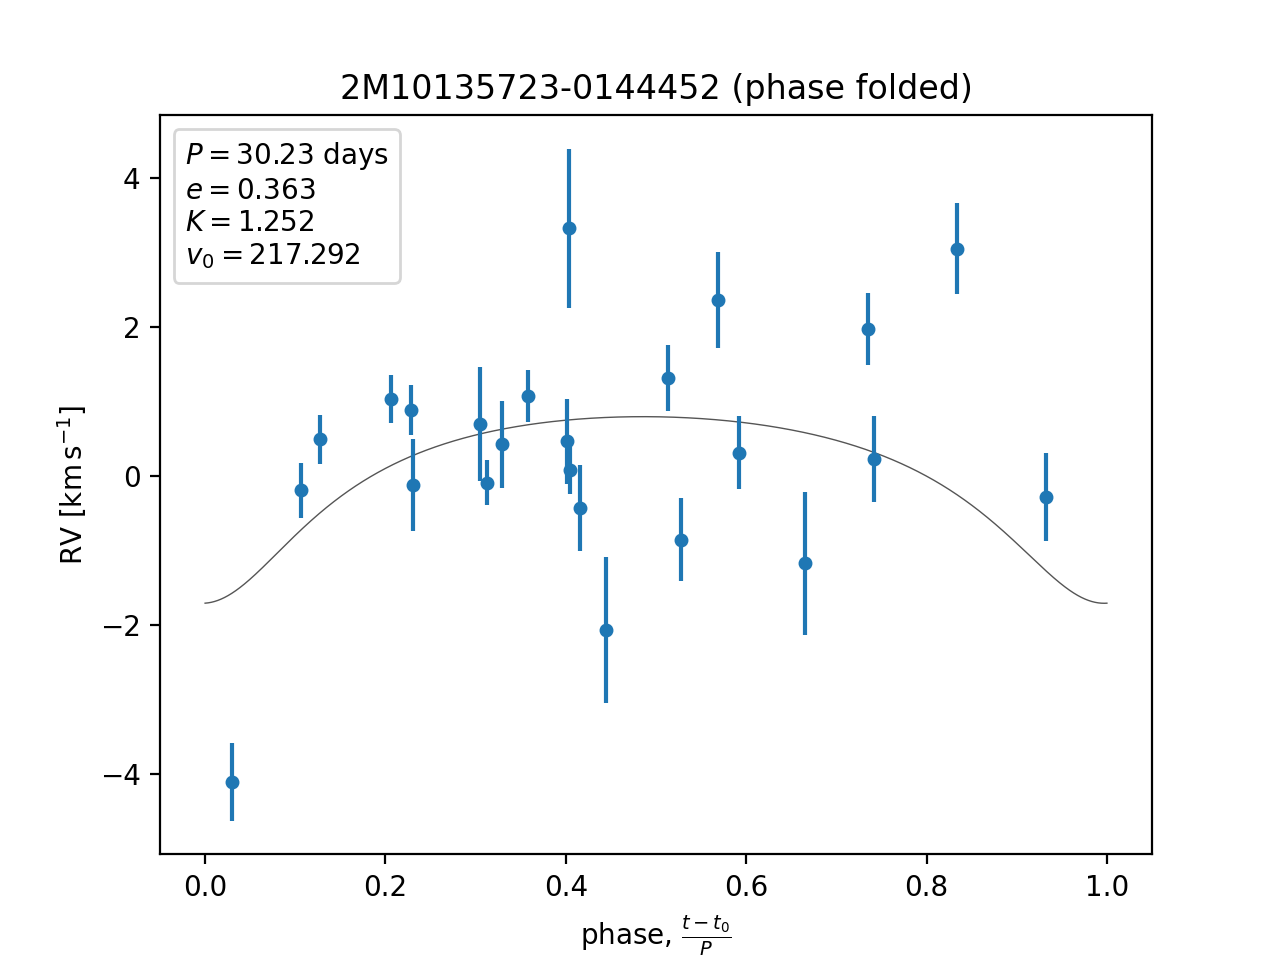 2M10135723-0144452 (phase folded)
P = 30.23 days
e = 0.363
K = 1.252
v₀ = 217.292
4
2
0
−2
−4
RV [km s⁻¹]
0.0 0.2 0.4 0.6 0.8 1.0
phase, (t − t₀)/P